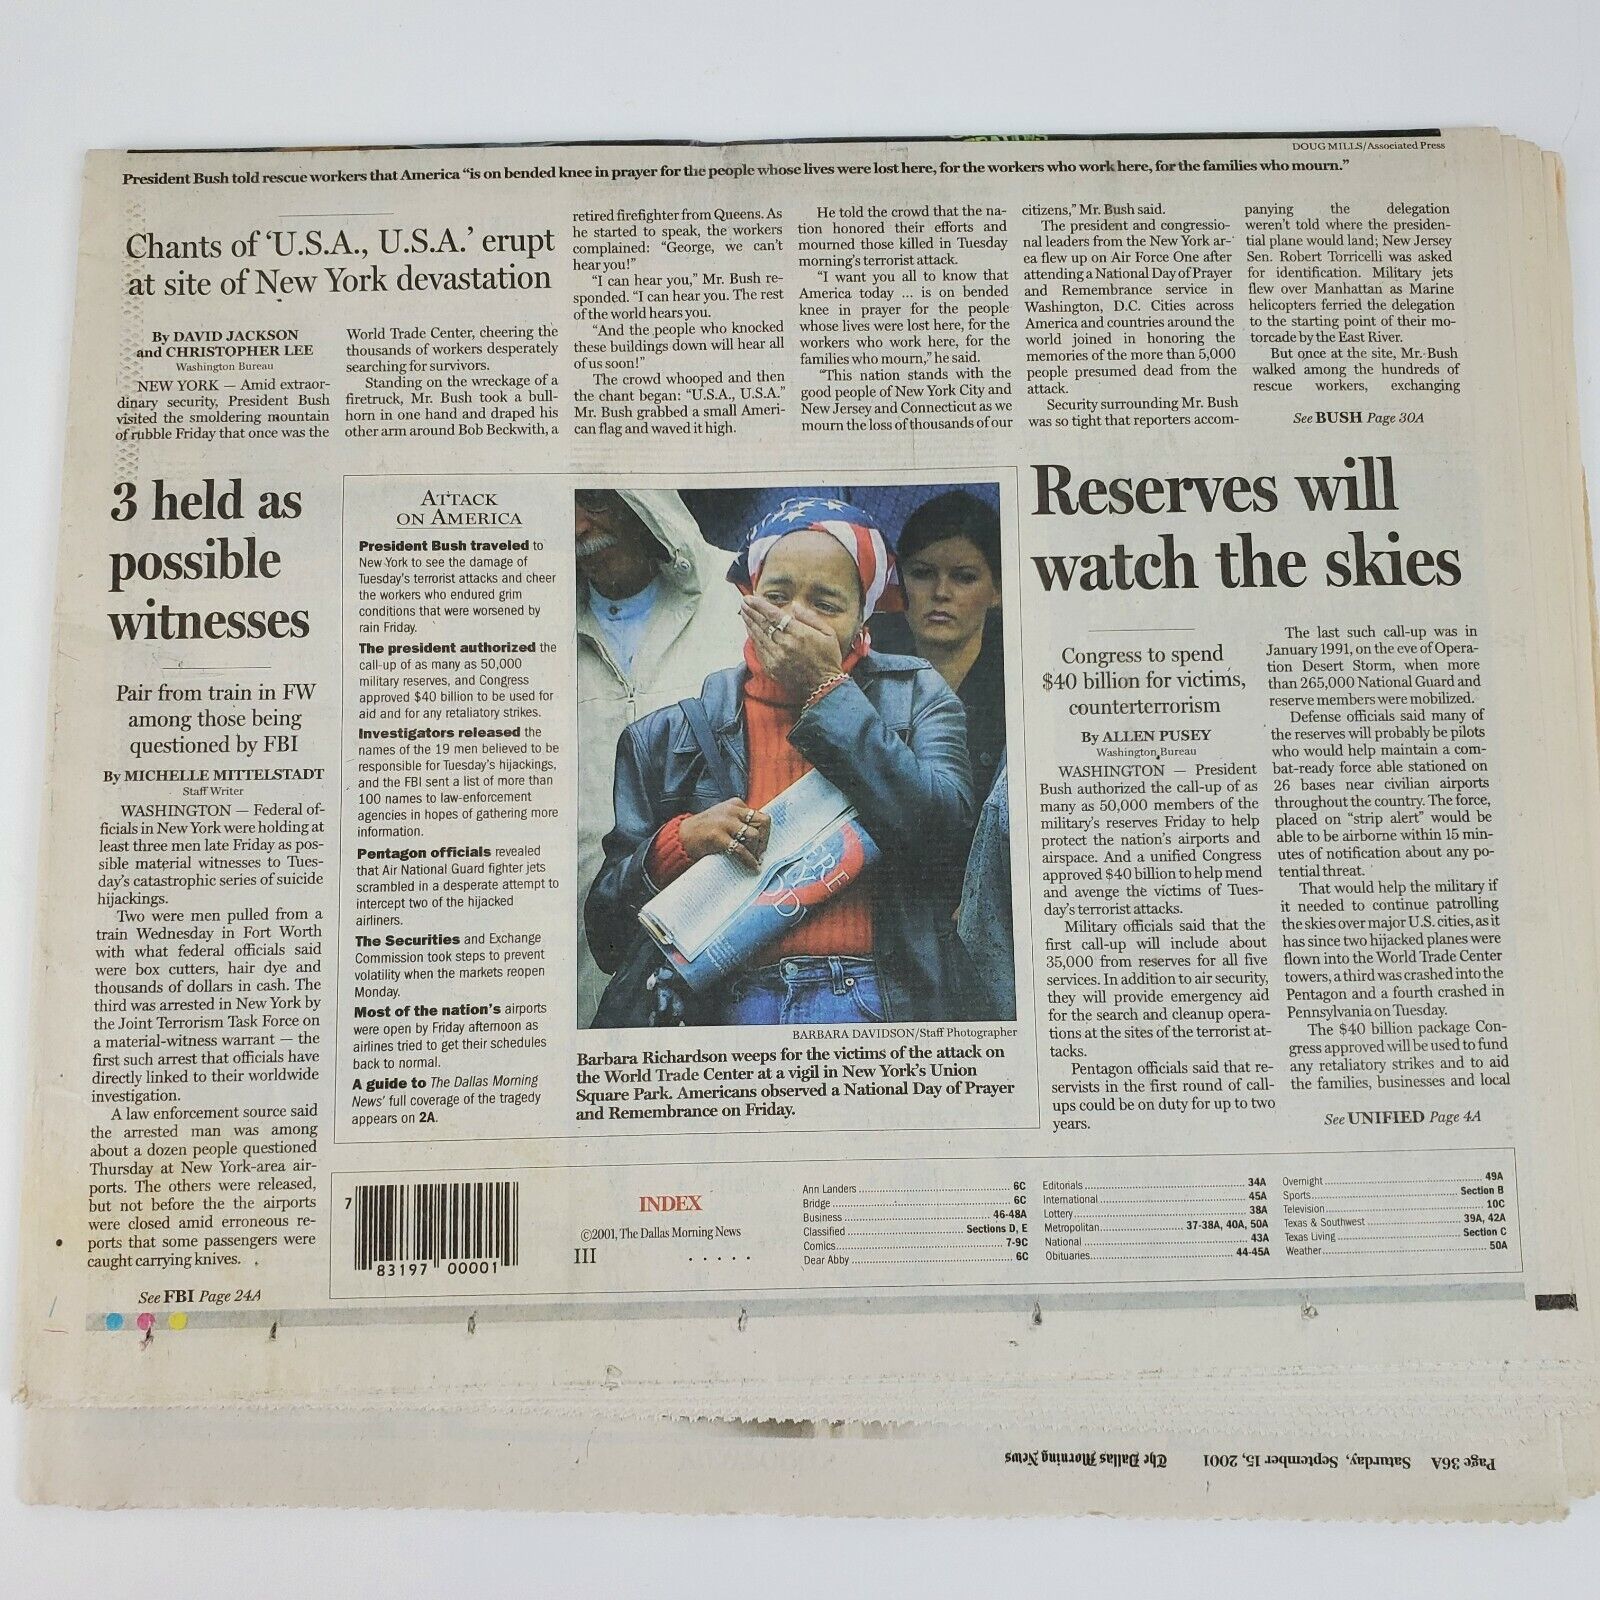 DOUG MILLS/Associated Press
President Bush told rescue workers that America “is on bended knee in prayer for the people whose lives were lost here, for the workers who work here, for the families who mourn.”
Chants of ‘U.S.A., U.S.A.’ erupt
at site of New York devastation
By DAVID JACKSON
and CHRISTOPHER LEE
Washington Bureau
NEW YORK — Amid extraor-
dinary security, President Bush
visited the smoldering mountain
of rubble Friday that once was the
World Trade Center, cheering the
thousands of workers desperately
searching for survivors.
Standing on the wreckage of a
firetruck, Mr. Bush took a bull-
horn in one hand and draped his
other arm around Bob Beckwith, a
retired firefighter from Queens. As
he started to speak, the workers
complained: “George, we can’t
hear you!”
“I can hear you,” Mr. Bush re-
sponded. “I can hear you. The rest
of the world hears you.
“And the people who knocked
these buildings down will hear all
of us soon!”
The crowd whooped and then
the chant began: “U.S.A., U.S.A.”
Mr. Bush grabbed a small Ameri-
can flag and waved it high.
He told the crowd that the na-
tion honored their efforts and
mourned those killed in Tuesday
morning’s terrorist attack.
“I want you all to know that
America today ... is on bended
knee in prayer for the people
whose lives were lost here, for the
workers who work here, for the
families who mourn,” he said.
“This nation stands with the
good people of New York City and
New Jersey and Connecticut as we
mourn the loss of thousands of our
citizens,” Mr. Bush said.
The president and congressio-
nal leaders from the New York ar-
ea flew up on Air Force One after
attending a National Day of Prayer
and Remembrance service in
Washington, D.C. Cities across
America and countries around the
world joined in honoring the
memories of the more than 5,000
people presumed dead from the
attack.
Security surrounding Mr. Bush
was so tight that reporters accom-
panying the delegation
weren’t told where the presiden-
tial plane would land; New Jersey
Sen. Robert Torricelli was asked
for identification. Military jets
flew over Manhattan as Marine
helicopters ferried the delegation
to the starting point of their mo-
torcade by the East River.
But once at the site, Mr. Bush
walked among the hundreds of
rescue workers, exchanging
See BUSH Page 30A
3 held as
possible
witnesses
Pair from train in FW
among those being
questioned by FBI
By MICHELLE MITTELSTADT
Staff Writer
WASHINGTON — Federal of-
ficials in New York were holding at
least three men late Friday as pos-
sible material witnesses to Tues-
day’s catastrophic series of suicide
hijackings.
Two were men pulled from a
train Wednesday in Fort Worth
with what federal officials said
were box cutters, hair dye and
thousands of dollars in cash. The
third was arrested in New York by
the Joint Terrorism Task Force on
a material-witness warrant — the
first such arrest that officials have
directly linked to their worldwide
investigation.
A law enforcement source said
the arrested man was among
about a dozen people questioned
Thursday at New York-area air-
ports. The others were released,
but not before the the airports
were closed amid erroneous re-
ports that some passengers were
caught carrying knives.
See FBI Page 24A
ATTACK
ON AMERICA
President Bush traveled to
New York to see the damage of
Tuesday’s terrorist attacks and cheer
the workers who endured grim
conditions that were worsened by
rain Friday.
The president authorized the
call-up of as many as 50,000
military reserves, and Congress
approved $40 billion to be used for
aid and for any retaliatory strikes.
Investigators released the
names of the 19 men believed to be
responsible for Tuesday’s hijackings,
and the FBI sent a list of more than
100 names to law-enforcement
agencies in hopes of gathering more
information.
Pentagon officials revealed
that Air National Guard fighter jets
scrambled in a desperate attempt to
intercept two of the hijacked
airliners.
The Securities and Exchange
Commission took steps to prevent
volatility when the markets reopen
Monday.
Most of the nation’s airports
were open by Friday afternoon as
airlines tried to get their schedules
back to normal.
A guide to The Dallas Morning
News’ full coverage of the tragedy
appears on 2A.
BARBARA DAVIDSON/Staff Photographer
Barbara Richardson weeps for the victims of the attack on
the World Trade Center at a vigil in New York’s Union
Square Park. Americans observed a National Day of Prayer
and Remembrance on Friday.
Reserves will
watch the skies
Congress to spend
$40 billion for victims,
counterterrorism
By ALLEN PUSEY
Washington Bureau
WASHINGTON — President
Bush authorized the call-up of as
many as 50,000 members of the
military’s reserves Friday to help
protect the nation’s airports and
airspace. And a unified Congress
approved $40 billion to help mend
and avenge the victims of Tues-
day’s terrorist attacks.
Military officials said that the
first call-up will include about
35,000 from reserves for all five
services. In addition to air security,
they will provide emergency aid
for the search and cleanup opera-
tions at the sites of the terrorist at-
tacks.
Pentagon officials said that re-
servists in the first round of call-
ups could be on duty for up to two
years.
The last such call-up was in
January 1991, on the eve of Opera-
tion Desert Storm, when more
than 265,000 National Guard and
reserve members were mobilized.
Defense officials said many of
the reserves will probably be pilots
who would help maintain a com-
bat-ready force able stationed on
26 bases near civilian airports
throughout the country. The force,
placed on “strip alert” would be
able to be airborne within 15 min-
utes of notification about any po-
tential threat.
That would help the military if
it needed to continue patrolling
the skies over major U.S. cities, as it
has since two hijacked planes were
flown into the World Trade Center
towers, a third was crashed into the
Pentagon and a fourth crashed in
Pennsylvania on Tuesday.
The $40 billion package Con-
gress approved will be used to fund
any retaliatory strikes and to aid
the families, businesses and local
See UNIFIED Page 4A
7
83197 00001
INDEX
©2001, The Dallas Morning News
III
Ann Landers 6C
Bridge 6C
Business 46-48A
Classified Sections D, E
Comics 7-9C
Dear Abby 6C
Editorials 34A
International 45A
Lottery 38A
Metropolitan 37-38A, 40A, 50A
National 43A
Obituaries 44-45A
Overnight 49A
Sports Section B
Television 10C
Texas & Southwest 39A, 42A
Texas Living Section C
Weather 50A
Page 36A Saturday, September 15, 2001 The Dallas Morning News